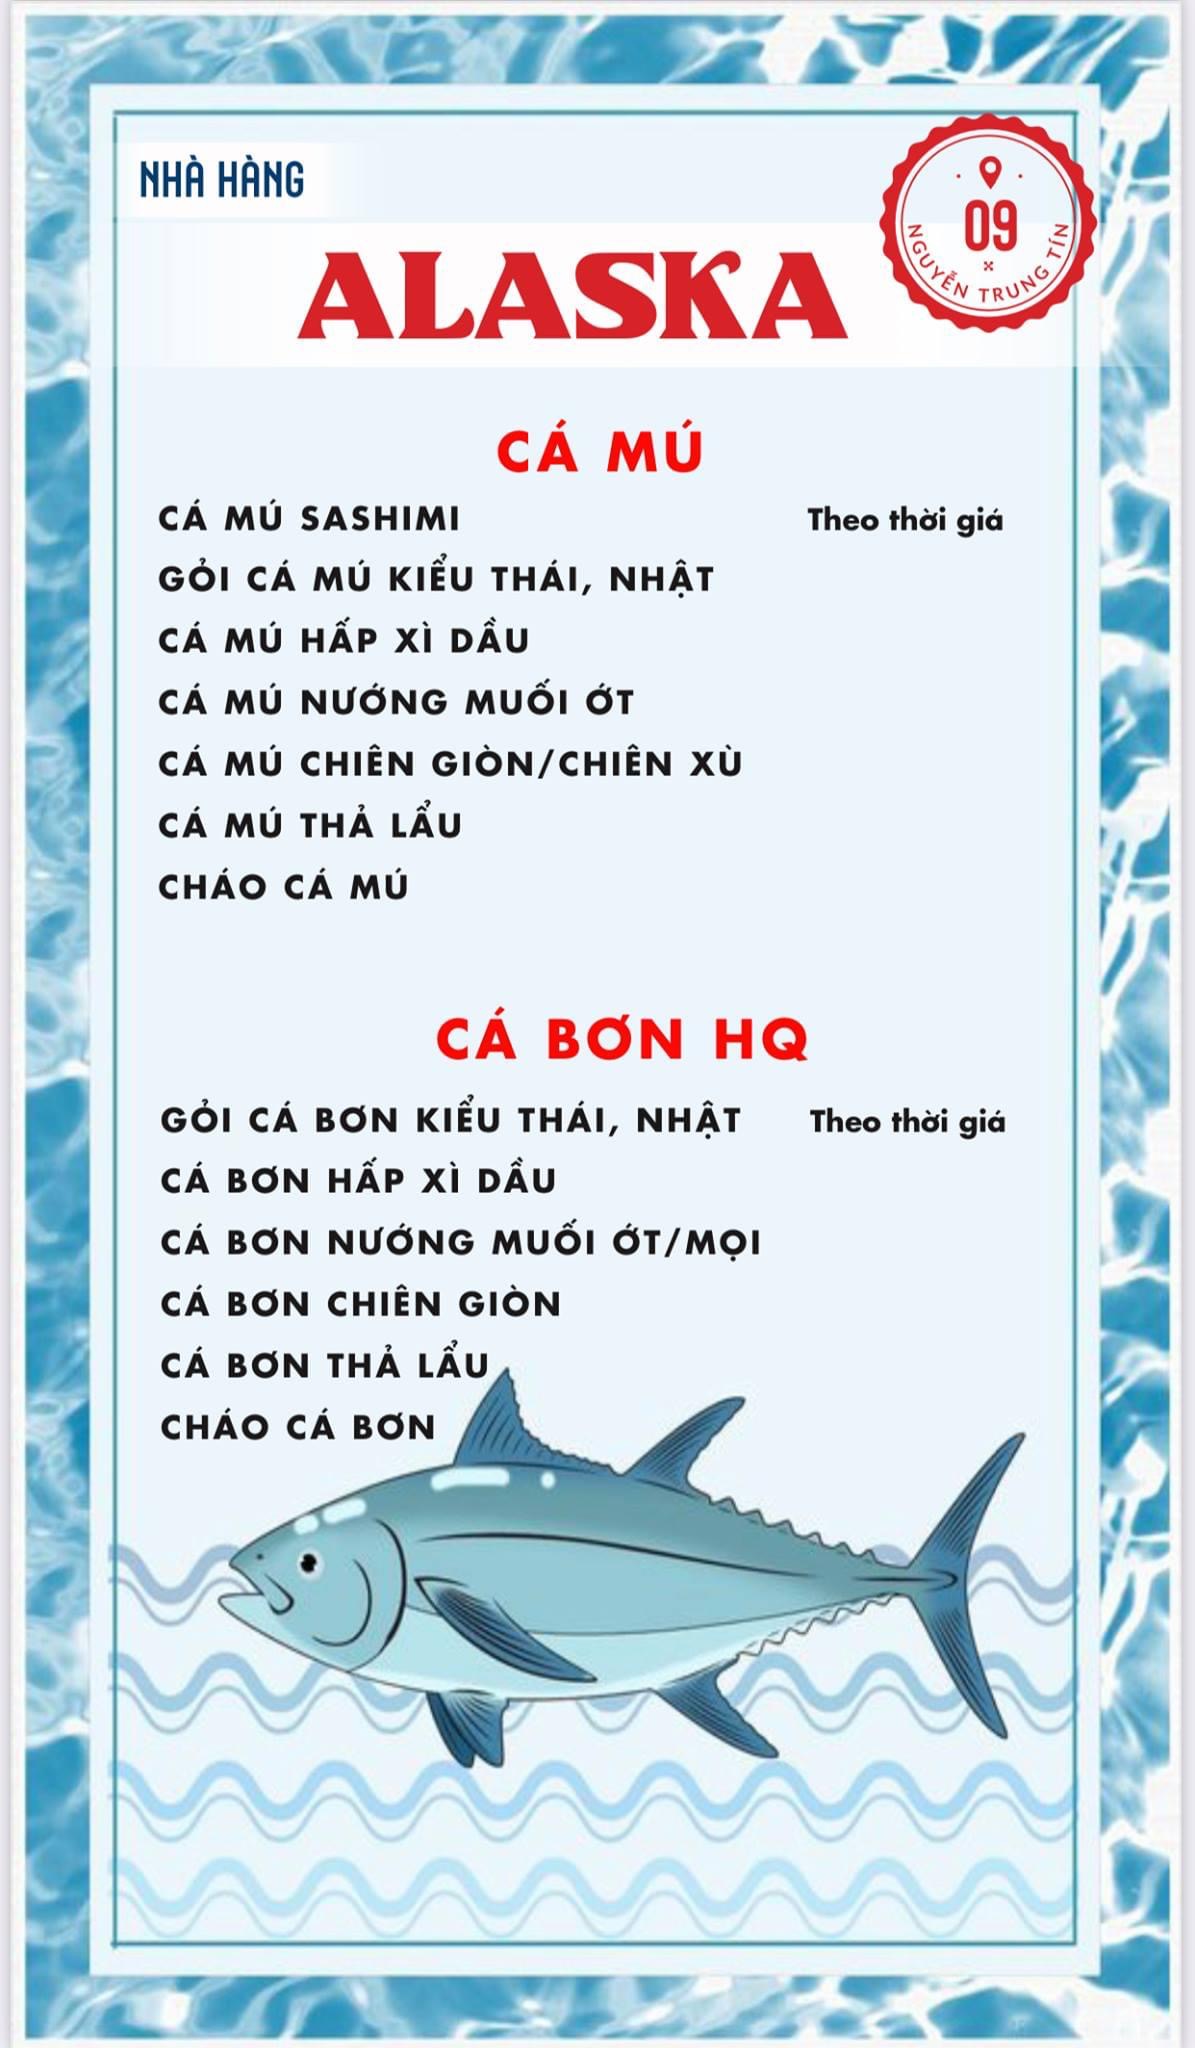 NHÀ HÀNG
ALASKA
09
NGUYỄN TRUNG TÍN
CÁ MÚ
CÁ MÚ SASHIMI Theo thời giá
GỎI CÁ MÚ KIỂU THÁI, NHẬT
CÁ MÚ HẤP XÌ DẦU
CÁ MÚ NƯỚNG MUỐI ỚT
CÁ MÚ CHIÊN GIÒN/CHIÊN XÙ
CÁ MÚ THẢ LẨU
CHÁO CÁ MÚ
CÁ BƠN HQ
GỎI CÁ BƠN KIỂU THÁI, NHẬT Theo thời giá
CÁ BƠN HẤP XÌ DẦU
CÁ BƠN NƯỚNG MUỐI ỚT/MỌI
CÁ BƠN CHIÊN GIÒN
CÁ BƠN THẢ LẨU
CHÁO CÁ BƠN